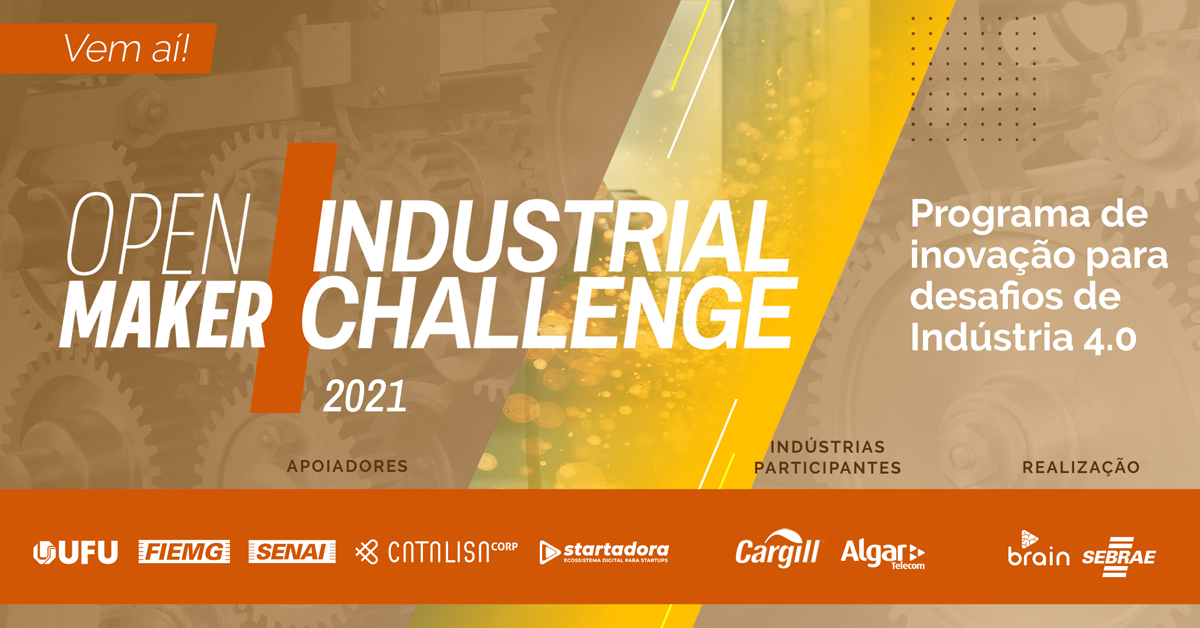 Vem aí!
OPEN
MAKER
INDUSTRIAL
CHALLENGE
2021
Programa de
inovação para
desafios de
Indústria 4.0
APOIADORES
UFU
FIEMG
SENAI
CATALISA CORP
startadora
ECOSSISTEMA DIGITAL PARA STARTUPS
INDÚSTRIAS
PARTICIPANTES
Cargill
Algar
Telecom
REALIZAÇÃO
brain
SEBRAE